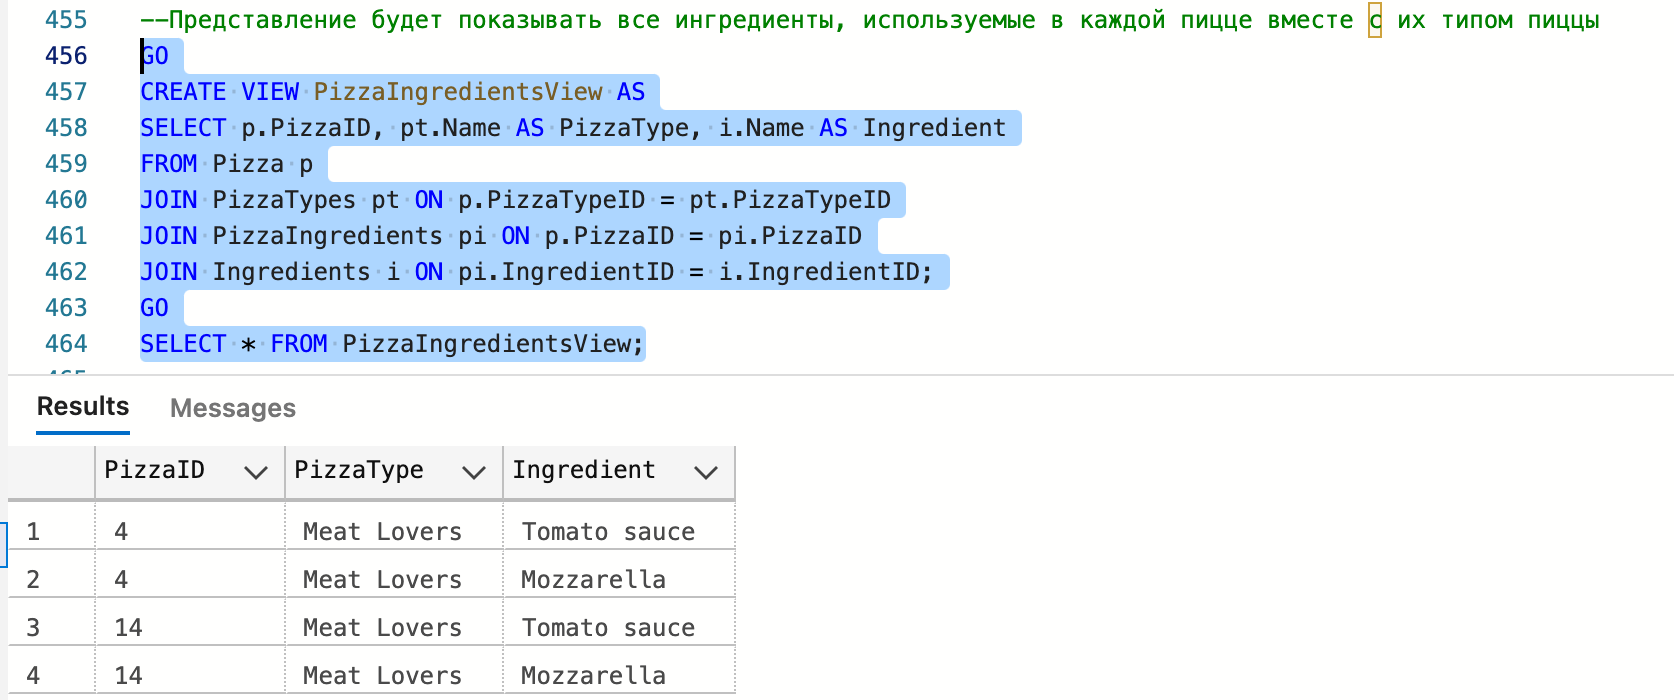 455 --Представление будет показывать все ингредиенты, используемые в каждой пицце вместе с их типом пиццы
456 GO
457 CREATE VIEW PizzaIngredientsView AS
458 SELECT p.PizzaID, pt.Name AS PizzaType, i.Name AS Ingredient
459 FROM Pizza p
460 JOIN PizzaTypes pt ON p.PizzaTypeID = pt.PizzaTypeID
461 JOIN PizzaIngredients pi ON p.PizzaID = pi.PizzaID
462 JOIN Ingredients i ON pi.IngredientID = i.IngredientID;
463 GO
464 SELECT * FROM PizzaIngredientsView;
Results Messages
PizzaID PizzaType Ingredient
1 4 Meat Lovers Tomato sauce
2 4 Meat Lovers Mozzarella
3 14 Meat Lovers Tomato sauce
4 14 Meat Lovers Mozzarella